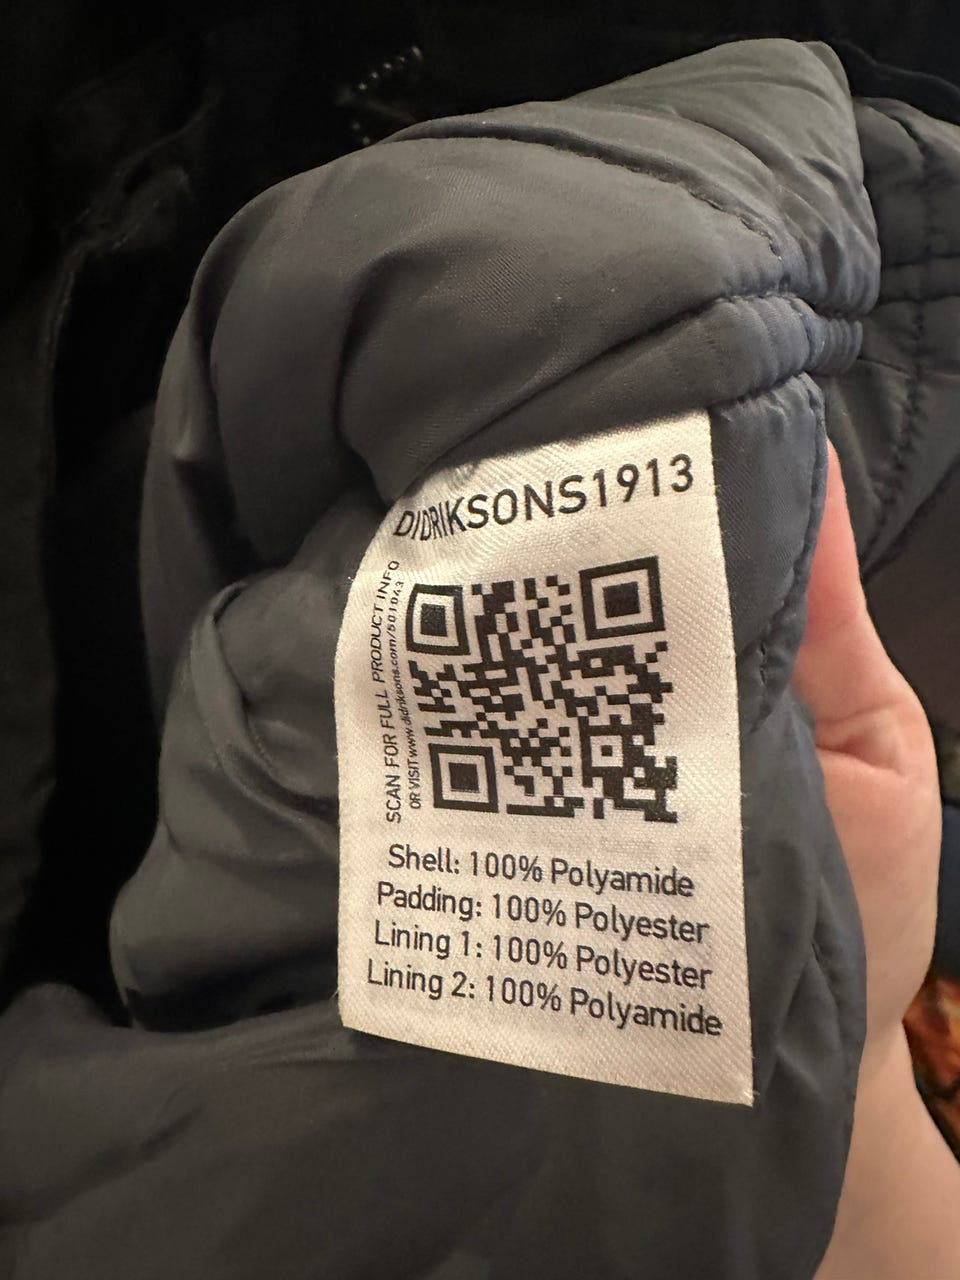 DIDRIKSONS1913
SCAN FOR FULL PRODUCT INFO
OR VISIT www.didriksons.com/501043
Shell: 100% Polyamide
Padding: 100% Polyester
Lining 1: 100% Polyester
Lining 2: 100% Polyamide